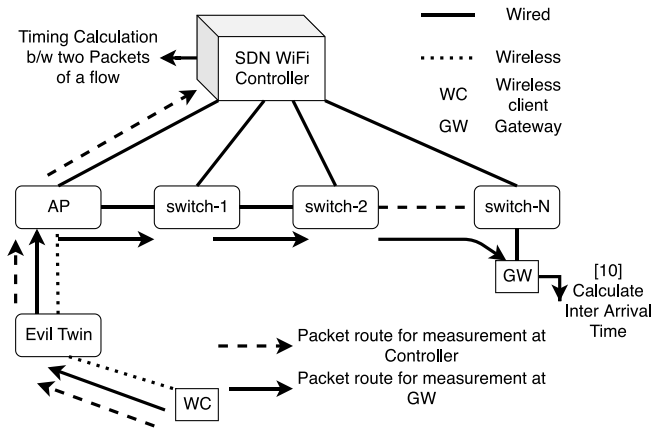 Timing Calculation
b/w two Packets
of a flow
SDN WiFi
Controller
Wired
Wireless
WC
Wireless
client
GW
Gateway
AP
switch-1
switch-2
switch-N
GW
[10]
Calculate
Inter Arrival
Time
Evil Twin
WC
Packet route for measurement at
Controller
Packet route for measurement at
GW